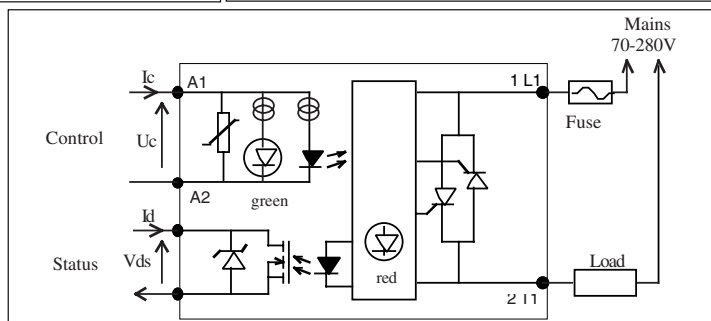 Mains
70-280V
Ic
A1
1 L1
Fuse
Control
Uc
A2
green
Id
Status
Vds
red
Load
2 T1